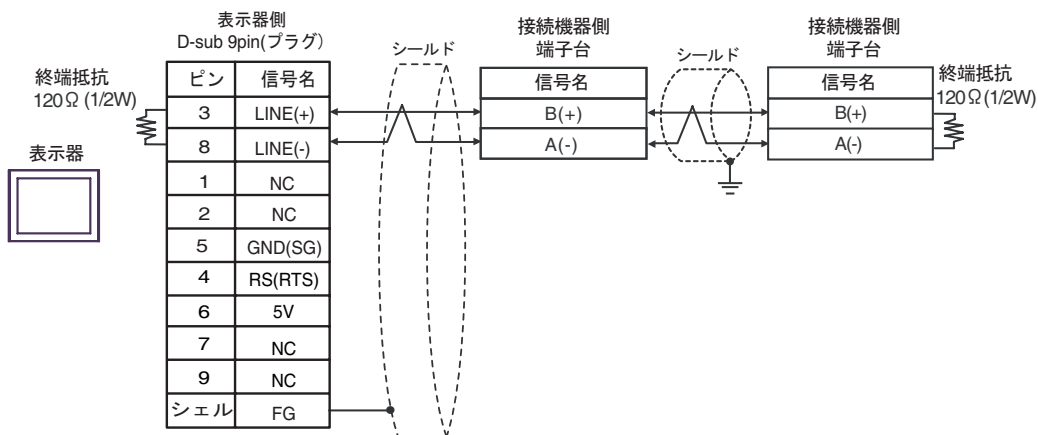 表示器側
D-sub 9pin(プラグ)
終端抵抗
120Ω (1/2W)
表示器
ピン 信号名
3 LINE(+)
8 LINE(-)
1 NC
2 NC
5 GND(SG)
4 RS(RTS)
6 5V
7 NC
9 NC
シェル FG
シールド
接続機器側
端子台
信号名
B(+)
A(-)
シールド
接続機器側
端子台
信号名
B(+)
A(-)
終端抵抗
120Ω(1/2W)